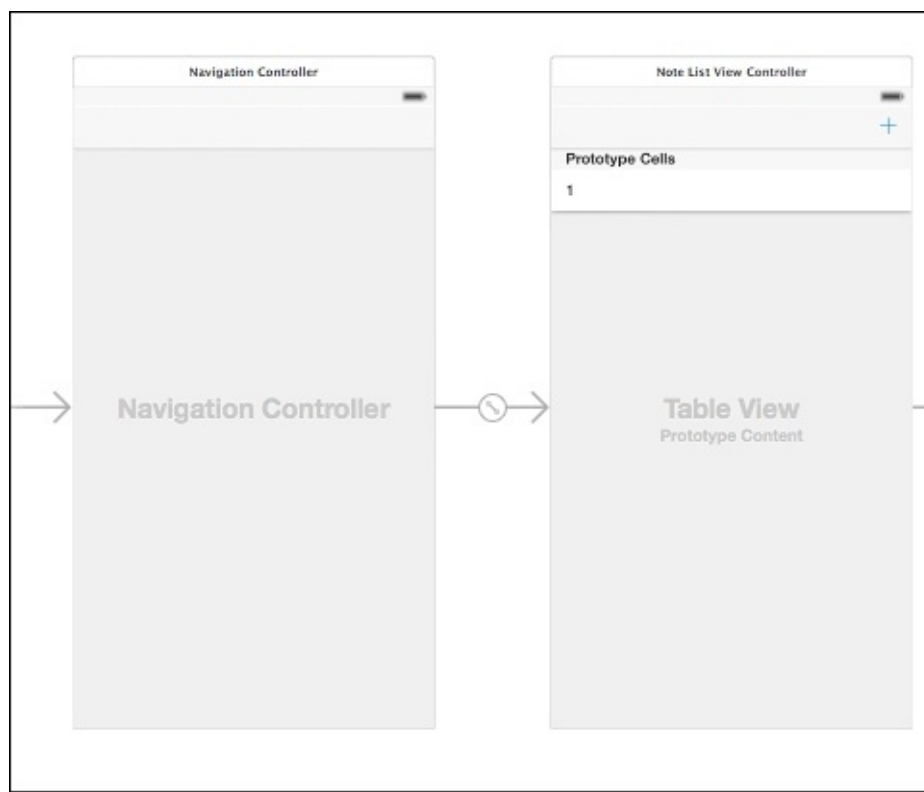 Navigation Controller
Navigation Controller
Note List View Controller
+
Prototype Cells
1
Table View
Prototype Content